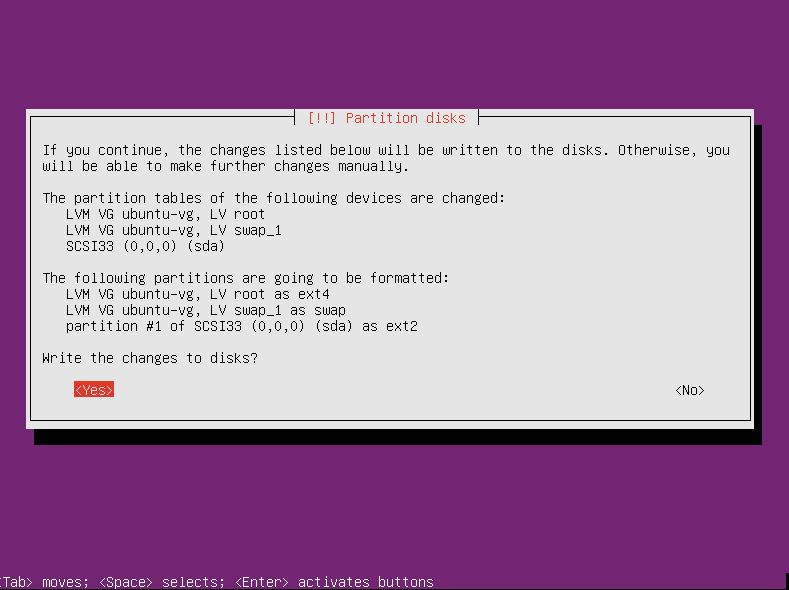 [!!] Partition disks
If you continue, the changes listed below will be written to the disks. Otherwise, you
will be able to make further changes manually.
The partition tables of the following devices are changed:
LVM VG ubuntu-vg, LV root
LVM VG ubuntu-vg, LV swap_1
SCSI33 (0,0,0) (sda)
The following partitions are going to be formatted:
LVM VG ubuntu-vg, LV root as ext4
LVM VG ubuntu-vg, LV swap_1 as swap
partition #1 of SCSI33 (0,0,0) (sda) as ext2
Write the changes to disks?
<Yes> <No>
<Tab> moves; <Space> selects; <Enter> activates buttons